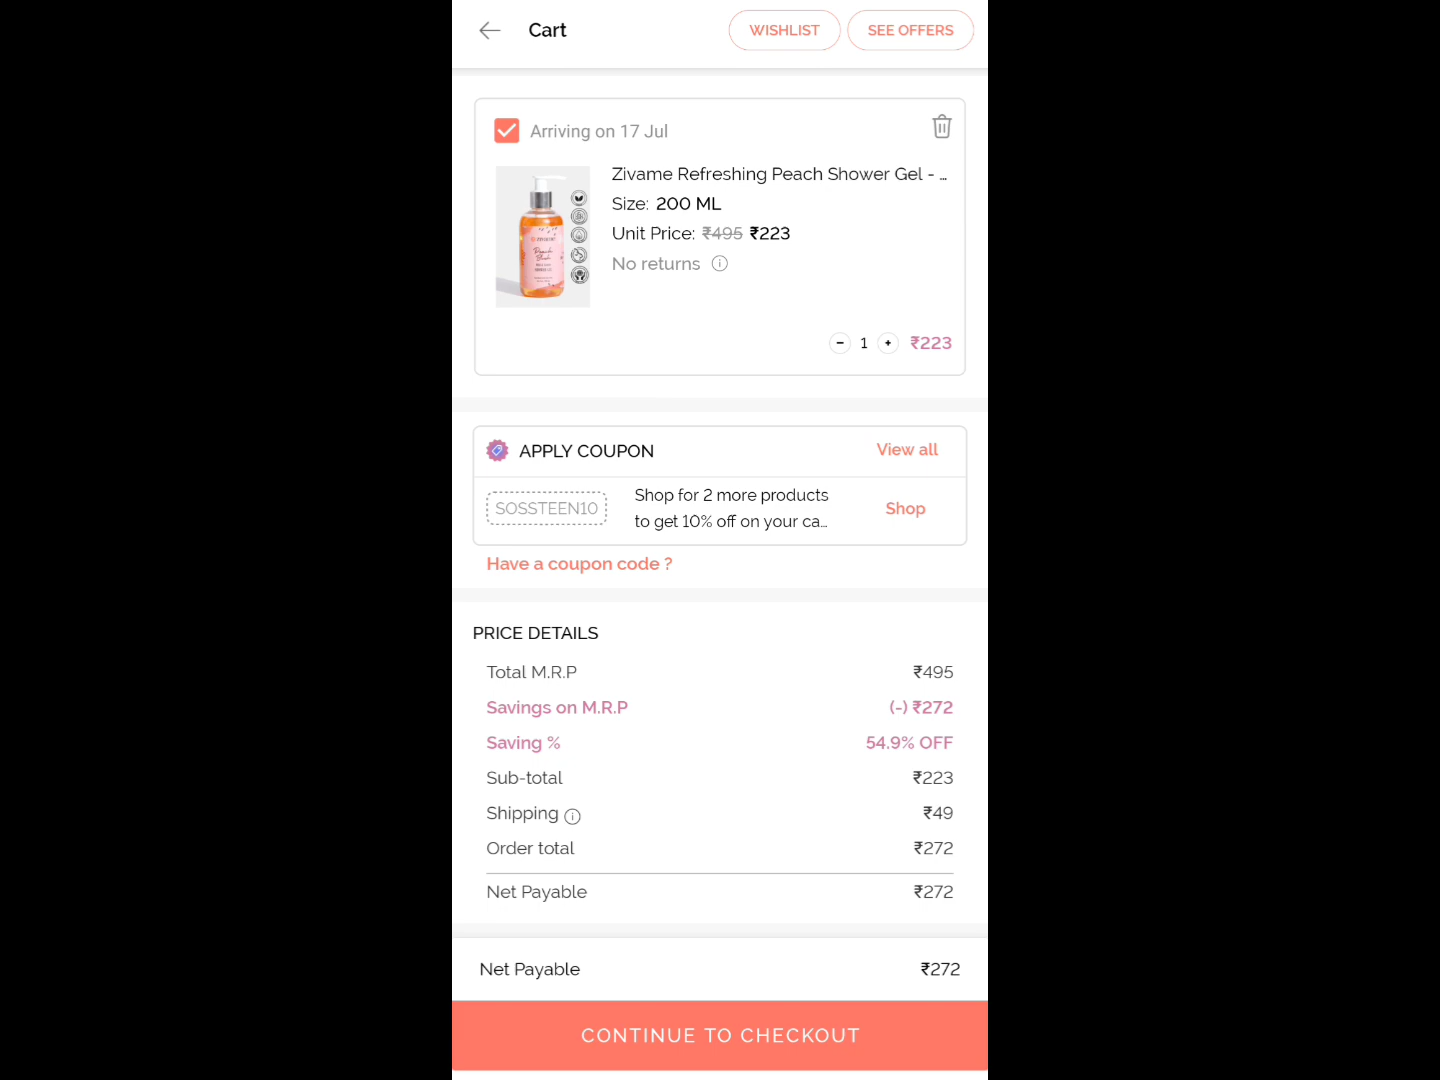 Cart
WISHLIST
SEE OFFERS
Arriving on 17 Jul
Zivame Refreshing Peach Shower Gel - ...
Size: 200 ML
Unit Price: ₹495 ₹223
No returns
- 1 + ₹223
APPLY COUPON
View all
SOSSTEEN10
Shop for 2 more products
to get 10% off on your ca...
Shop
Have a coupon code ?
PRICE DETAILS
Total M.R.P ₹495
Savings on M.R.P (-) ₹272
Saving % 54.9% OFF
Sub-total ₹223
Shipping ₹49
Order total ₹272
Net Payable ₹272
Net Payable ₹272
CONTINUE TO CHECKOUT